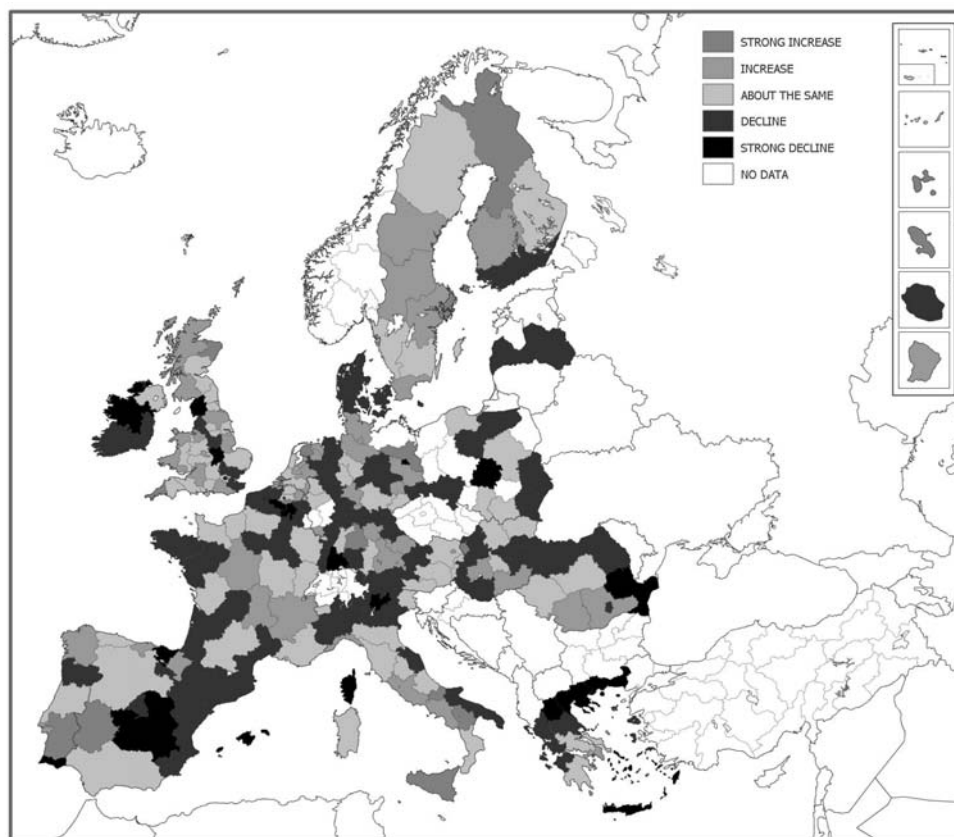 STRONG INCREASE
INCREASE
ABOUT THE SAME
DECLINE
STRONG DECLINE
NO DATA